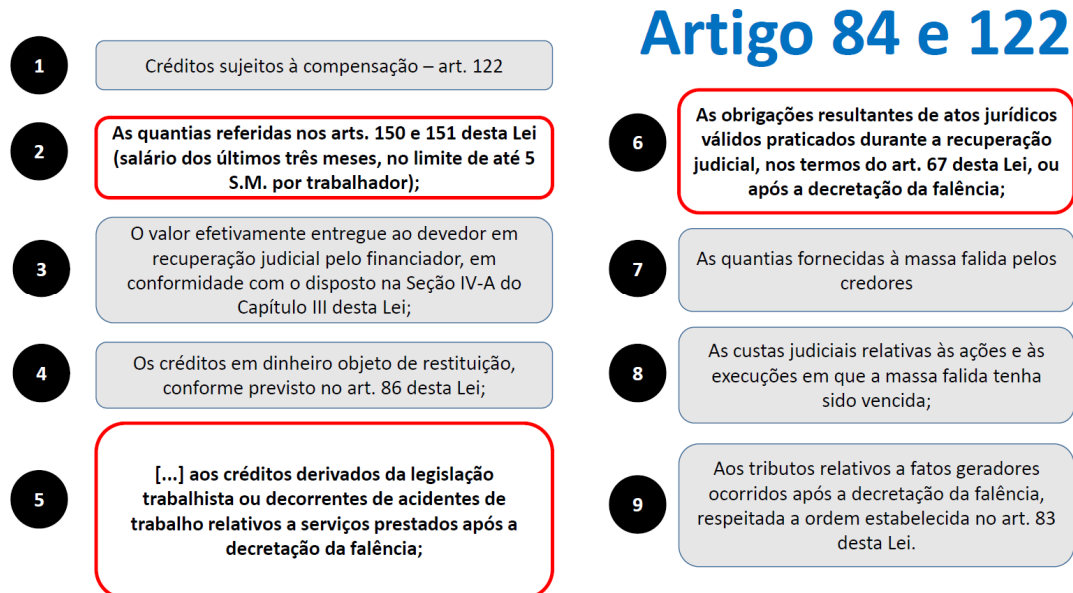 Artigo 84 e 122
1
Créditos sujeitos à compensação – art. 122
2
As quantias referidas nos arts. 150 e 151 desta Lei
(salário dos últimos três meses, no limite de até 5
S.M. por trabalhador);
3
O valor efetivamente entregue ao devedor em
recuperação judicial pelo financiador, em
conformidade com o disposto na Seção IV-A do
Capítulo III desta Lei;
4
Os créditos em dinheiro objeto de restituição,
conforme previsto no art. 86 desta Lei;
5
[...] aos créditos derivados da legislação
trabalhista ou decorrentes de acidentes de
trabalho relativos a serviços prestados após a
decretação da falência;
6
As obrigações resultantes de atos jurídicos
válidos praticados durante a recuperação
judicial, nos termos do art. 67 desta Lei, ou
após a decretação da falência;
7
As quantias fornecidas à massa falida pelos
credores
8
As custas judiciais relativas às ações e às
execuções em que a massa falida tenha
sido vencida;
9
Aos tributos relativos a fatos geradores
ocorridos após a decretação da falência,
respeitada a ordem estabelecida no art. 83
desta Lei.